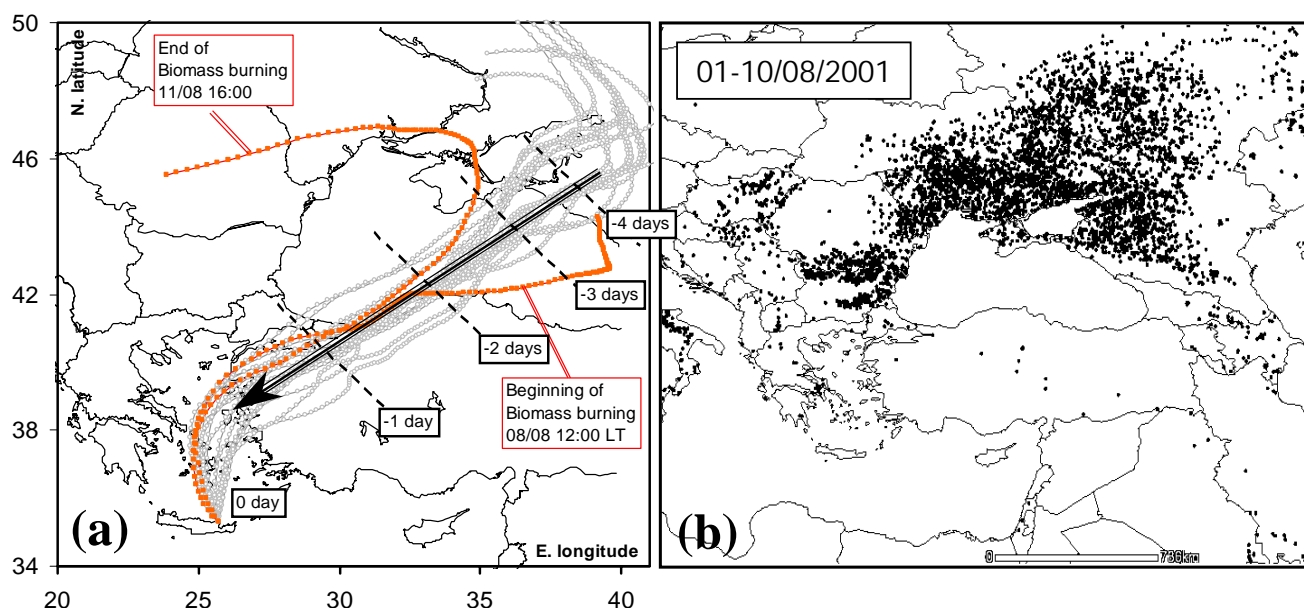 50
46
42
38
34
N. latitude
End of
Biomass burning
11/08 16:00
-4 days
-3 days
-2 days
-1 day
0 day
Beginning of
Biomass burning
08/08 12:00 LT
(a)
E. longitude
20
25
30
35
40
01-10/08/2001
(b)
0
736km